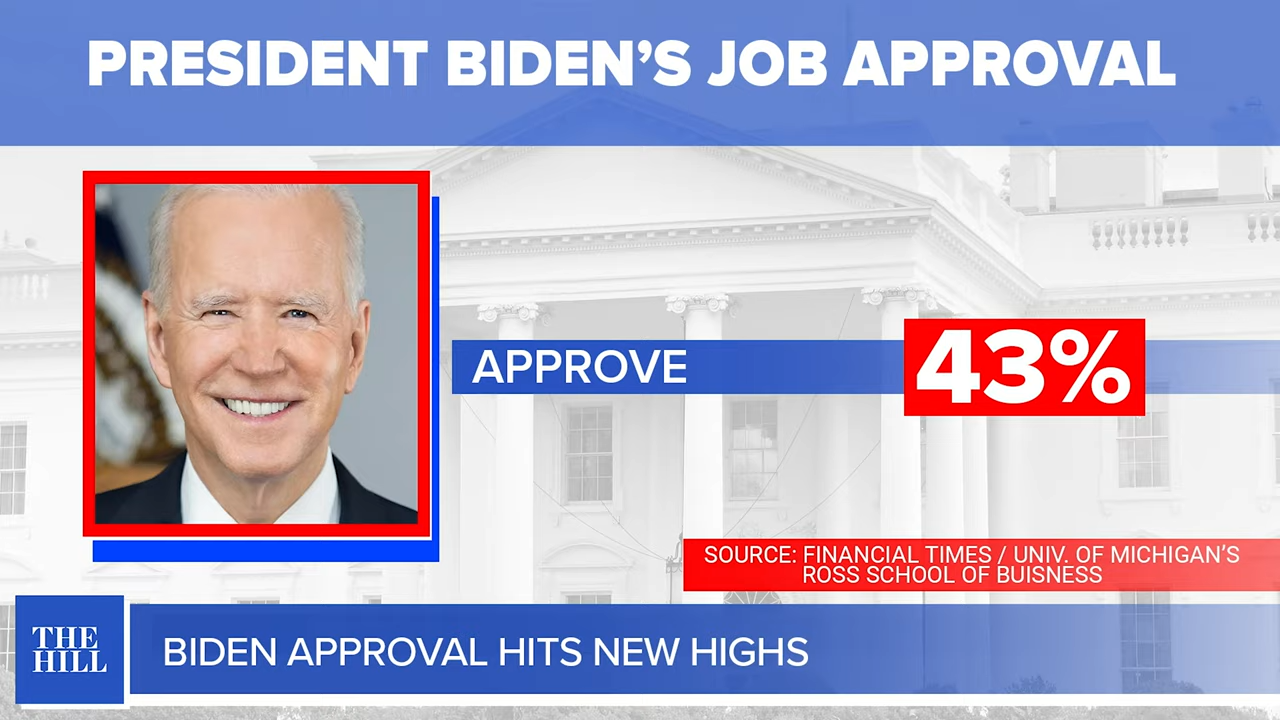 PRESIDENT BIDEN'S JOB APPROVAL
APPROVE
43%
SOURCE: FINANCIAL TIMES / UNIV. OF MICHIGAN'S
ROSS SCHOOL OF BUISNESS
THE
HILL
BIDEN APPROVAL HITS NEW HIGHS